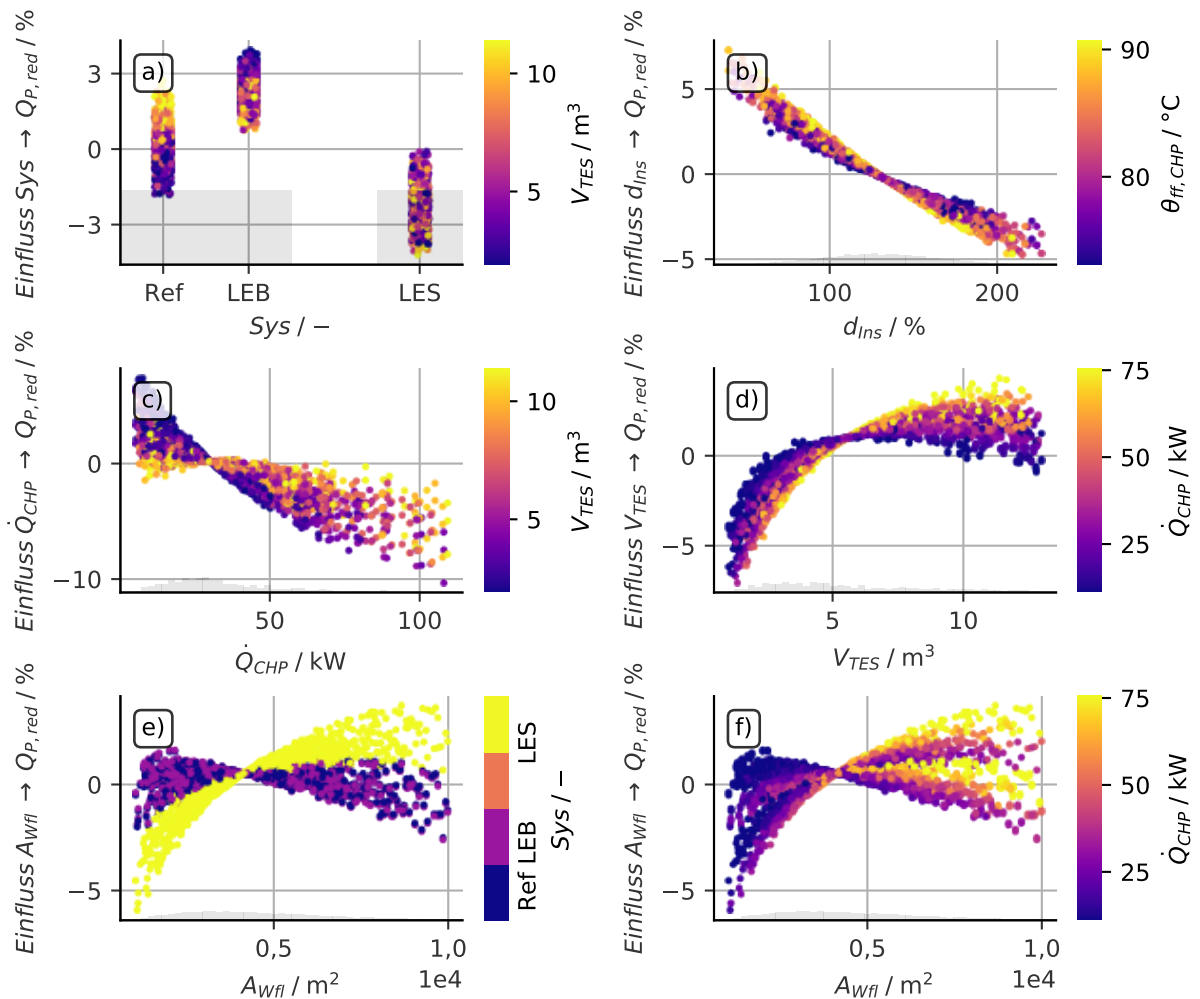 Einfluss Sys → Q_P,red / %
a)
3
0
−3
Ref LEB LES
Sys / −
10
5
V_TES / m³
Einfluss d_Ins → Q_P,red / %
b)
5
0
−5
100 200
d_Ins / %
90
80
θ_ff,CHP / °C
Einfluss Q̇_CHP → Q_P,red / %
c)
0
−10
50 100
Q̇_CHP / kW
10
5
V_TES / m³
Einfluss V_TES → Q_P,red / %
d)
0
−5
5 10
V_TES / m³
75
50
25
Q̇_CHP / kW
Einfluss A_Wfl → Q_P,red / %
e)
0
−5
0,5 1,0
1e4
A_Wfl / m²
Ref LEB LES
Sys / −
Einfluss A_Wfl → Q_P,red / %
f)
0
−5
0,5 1,0
1e4
A_Wfl / m²
75
50
25
Q̇_CHP / kW